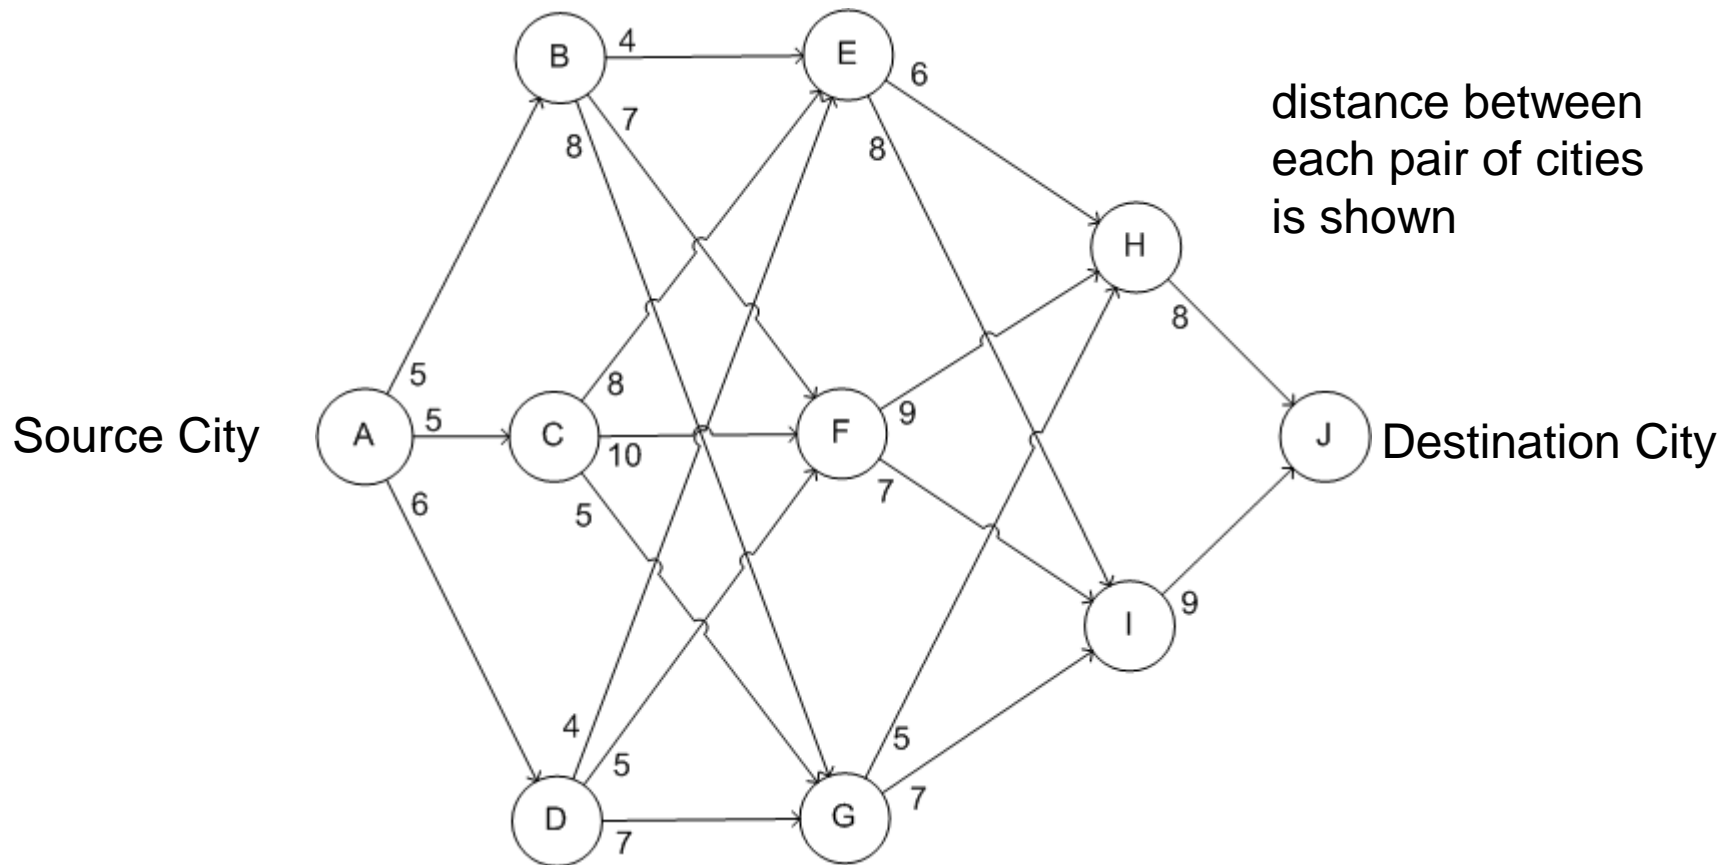 B
4
E
6
7
8
8
distance between
each pair of cities
is shown
H
8
5
8
Source City
A
5
C
10
F
9
J
Destination City
6
5
7
I
9
4
5
5
D
7
G
7